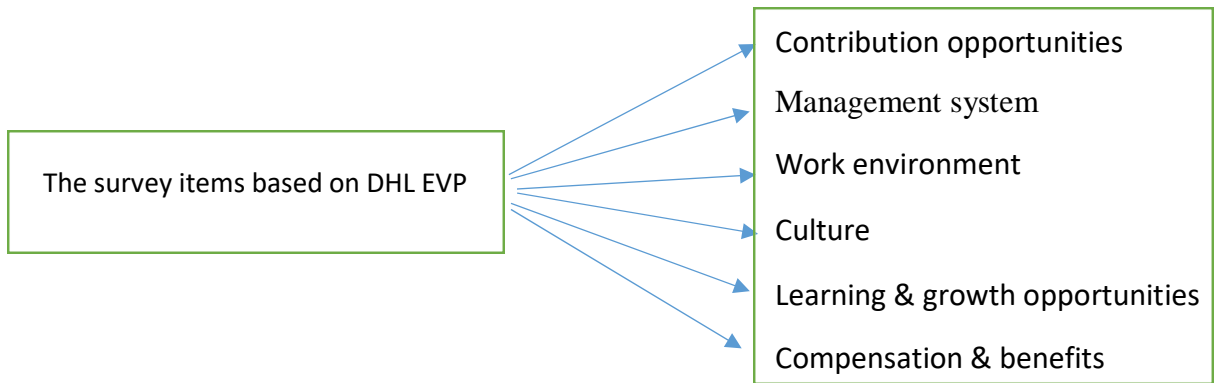 The survey items based on DHL EVP
Contribution opportunities
Management system
Work environment
Culture
Learning & growth opportunities
Compensation & benefits